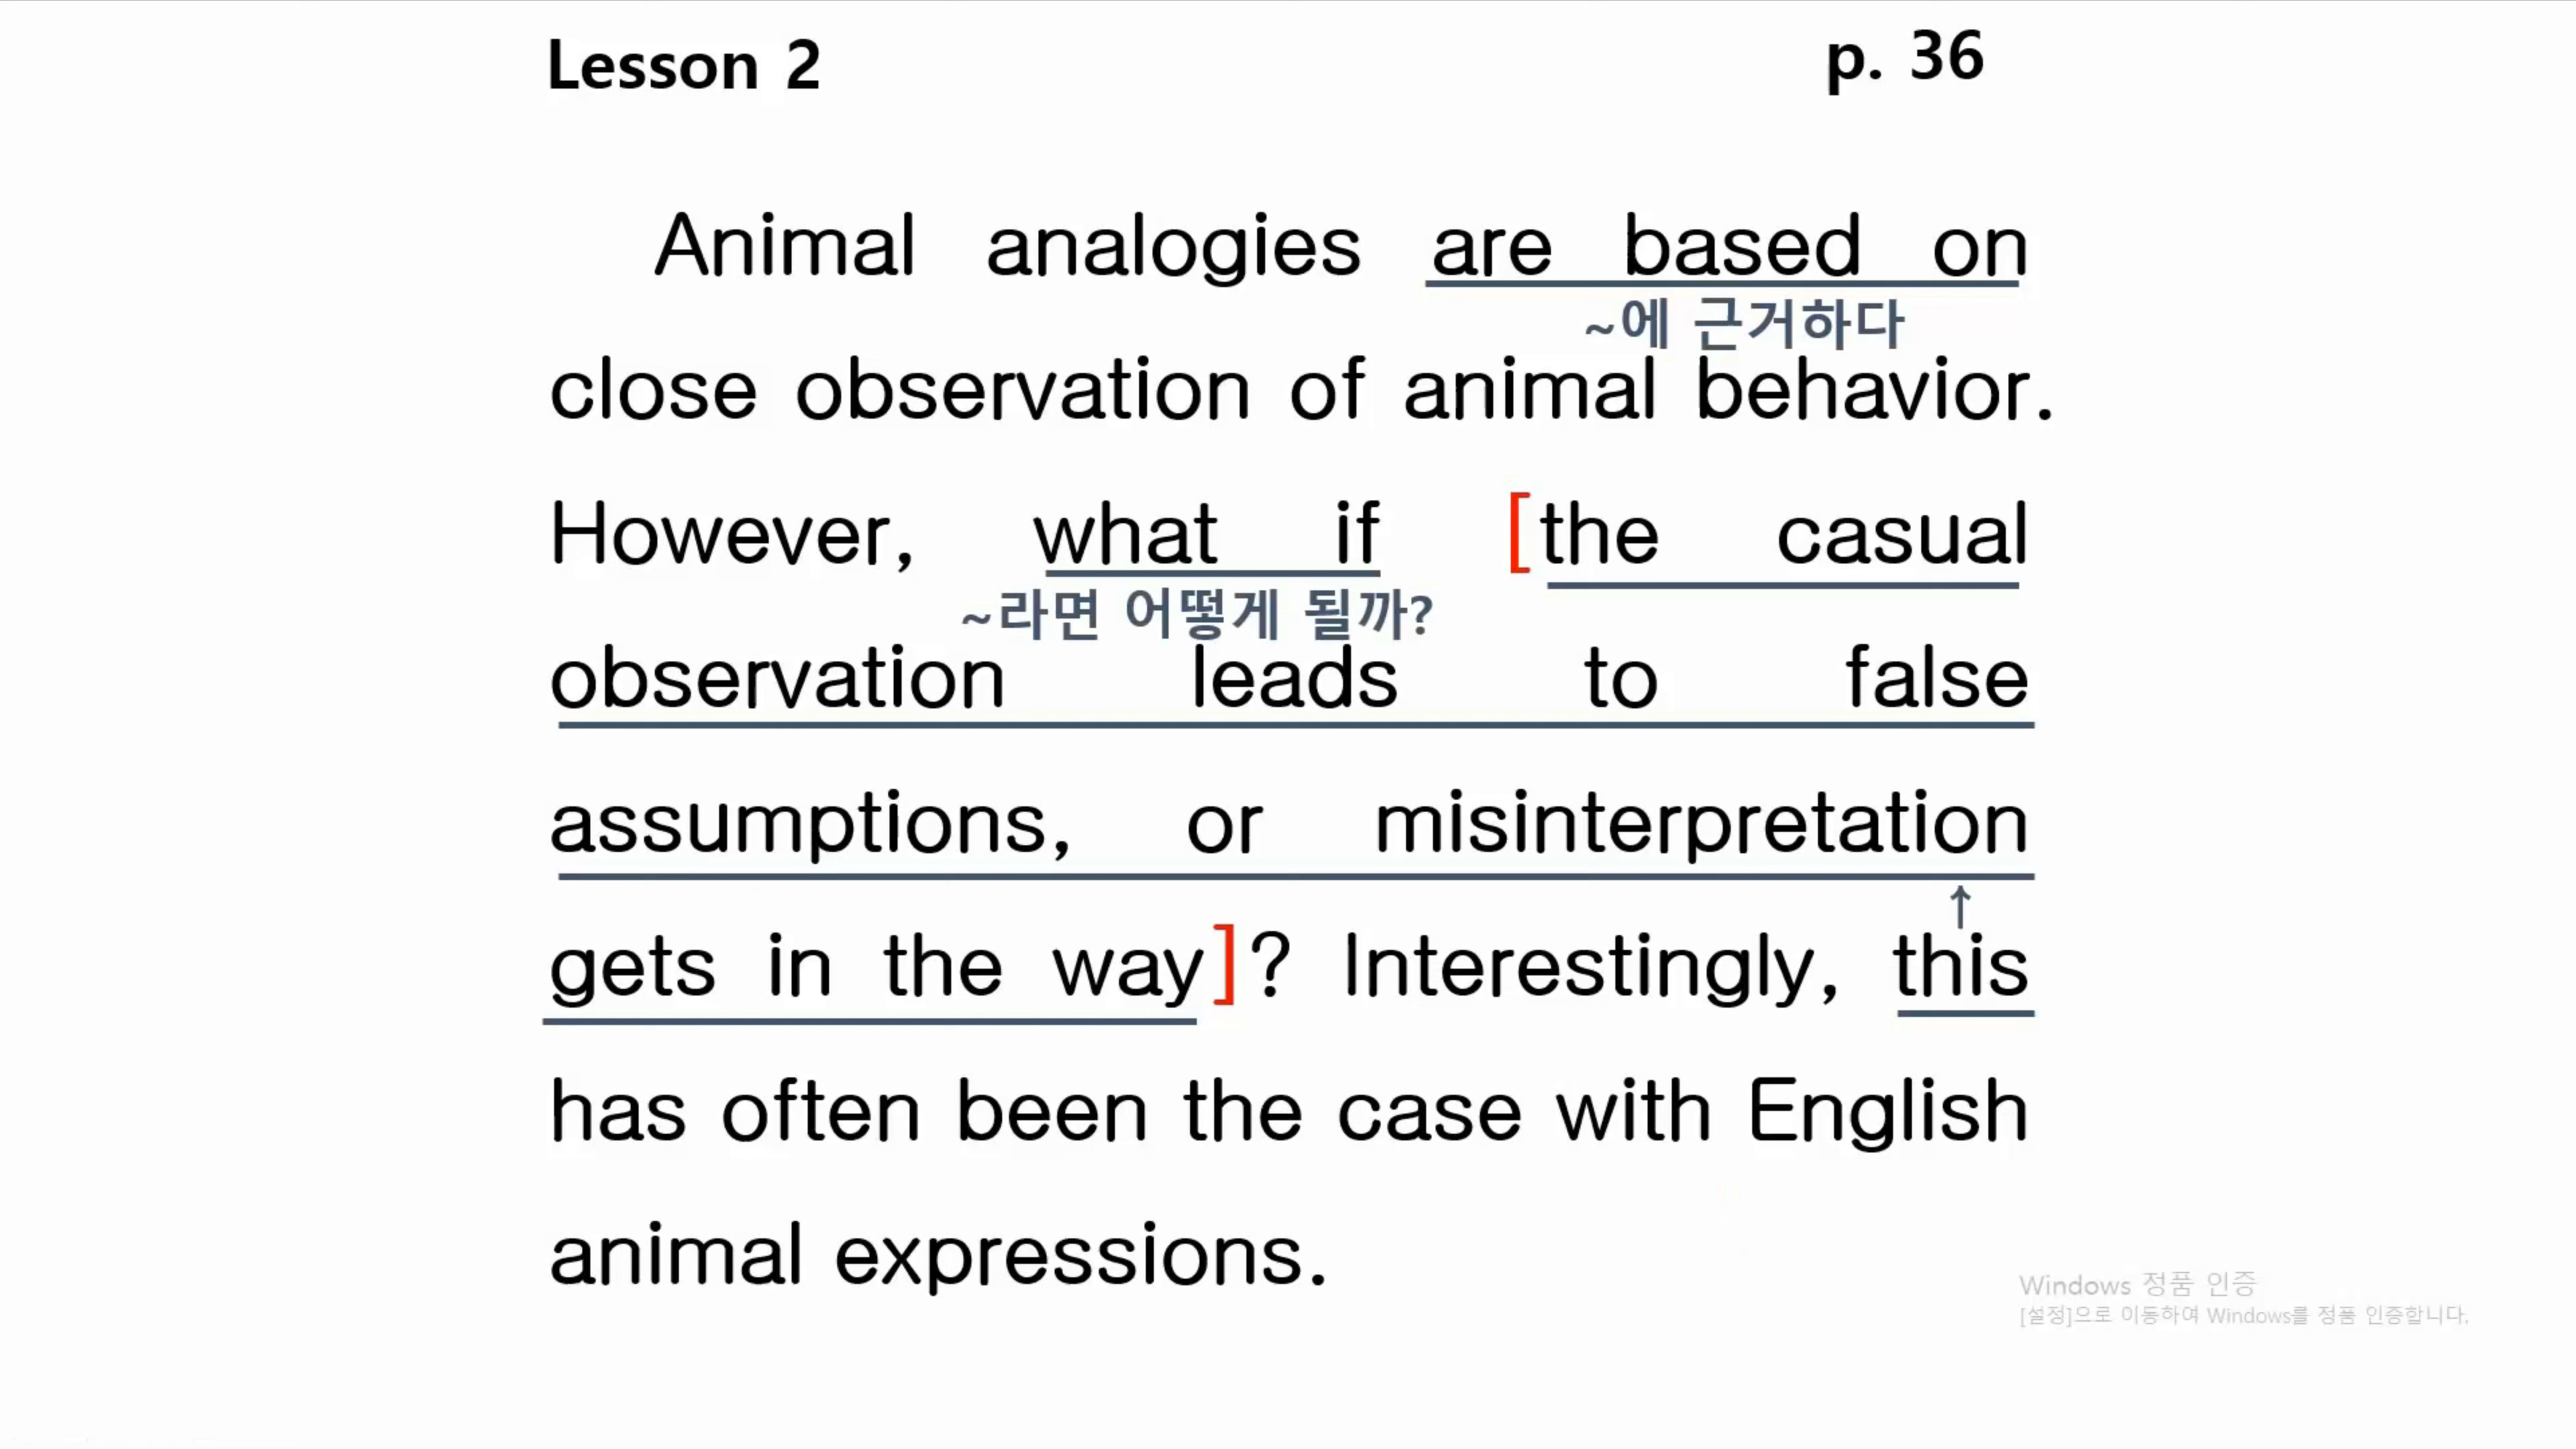 Lesson 2
p. 36
Animal analogies are based on
~에 근거하다
close observation of animal behavior.
However, what if [the casual
~라면 어떻게 될까?
observation leads to false
assumptions, or misinterpretation
↑
gets in the way]? Interestingly, this
has often been the case with English
animal expressions.
Windows 정품 인증
[설정]으로 이동하여 Windows를 정품 인증합니다.